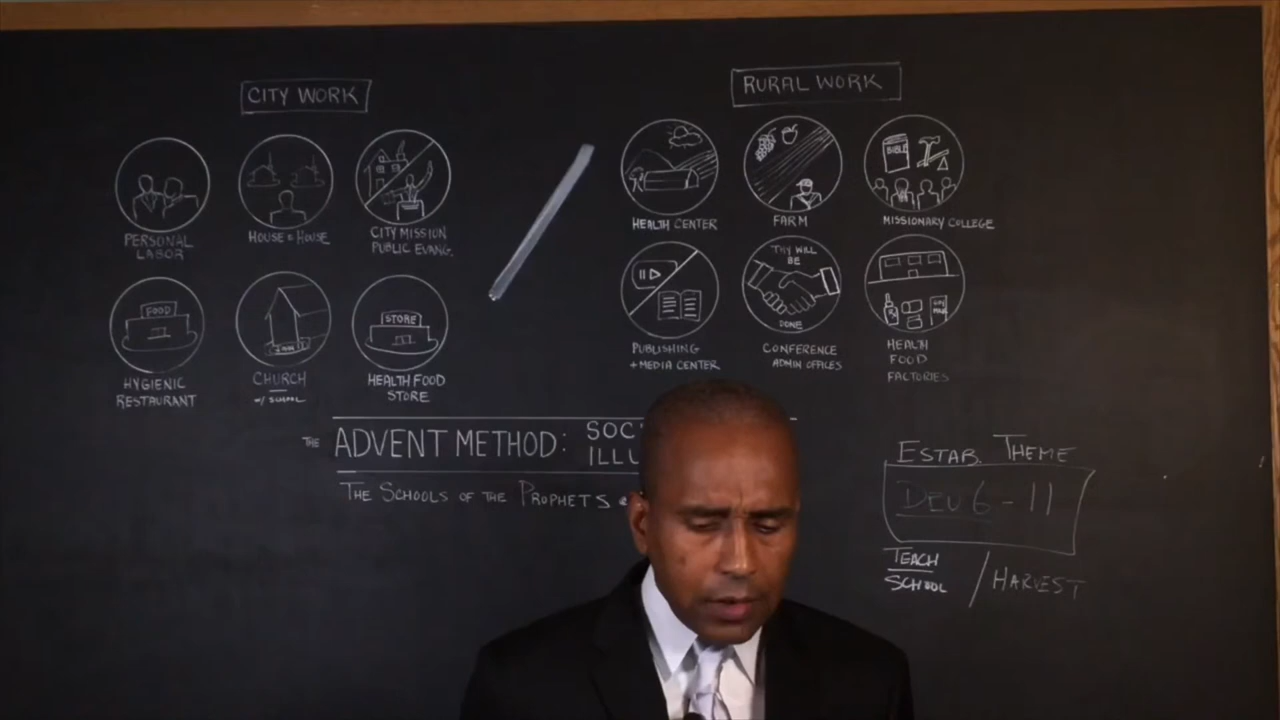 CITY WORK
RURAL WORK
PERSONAL
LABOR
HOUSE 2 HOUSE
CITY MISSION
PUBLIC EVANG.
FOOD
HYGIENIC
RESTAURANT
CHURCH
W/ SCHOOL
STORE
HEALTH FOOD
STORE
HEALTH CENTER
FARM
BIBLE
MISSIONARY COLLEGE
PUBLISHING
+ MEDIA CENTER
THY WILL
BE
DONE
CONFERENCE
ADMIN OFFICES
HEALTH
FOOD
FACTORIES
THE ADVENT METHOD: SOC
ILLU
THE SCHOOLS OF THE PROPHETS
ESTAB. THEME
DEU 6 - 11
TEACH
SCHOOL / HARVEST